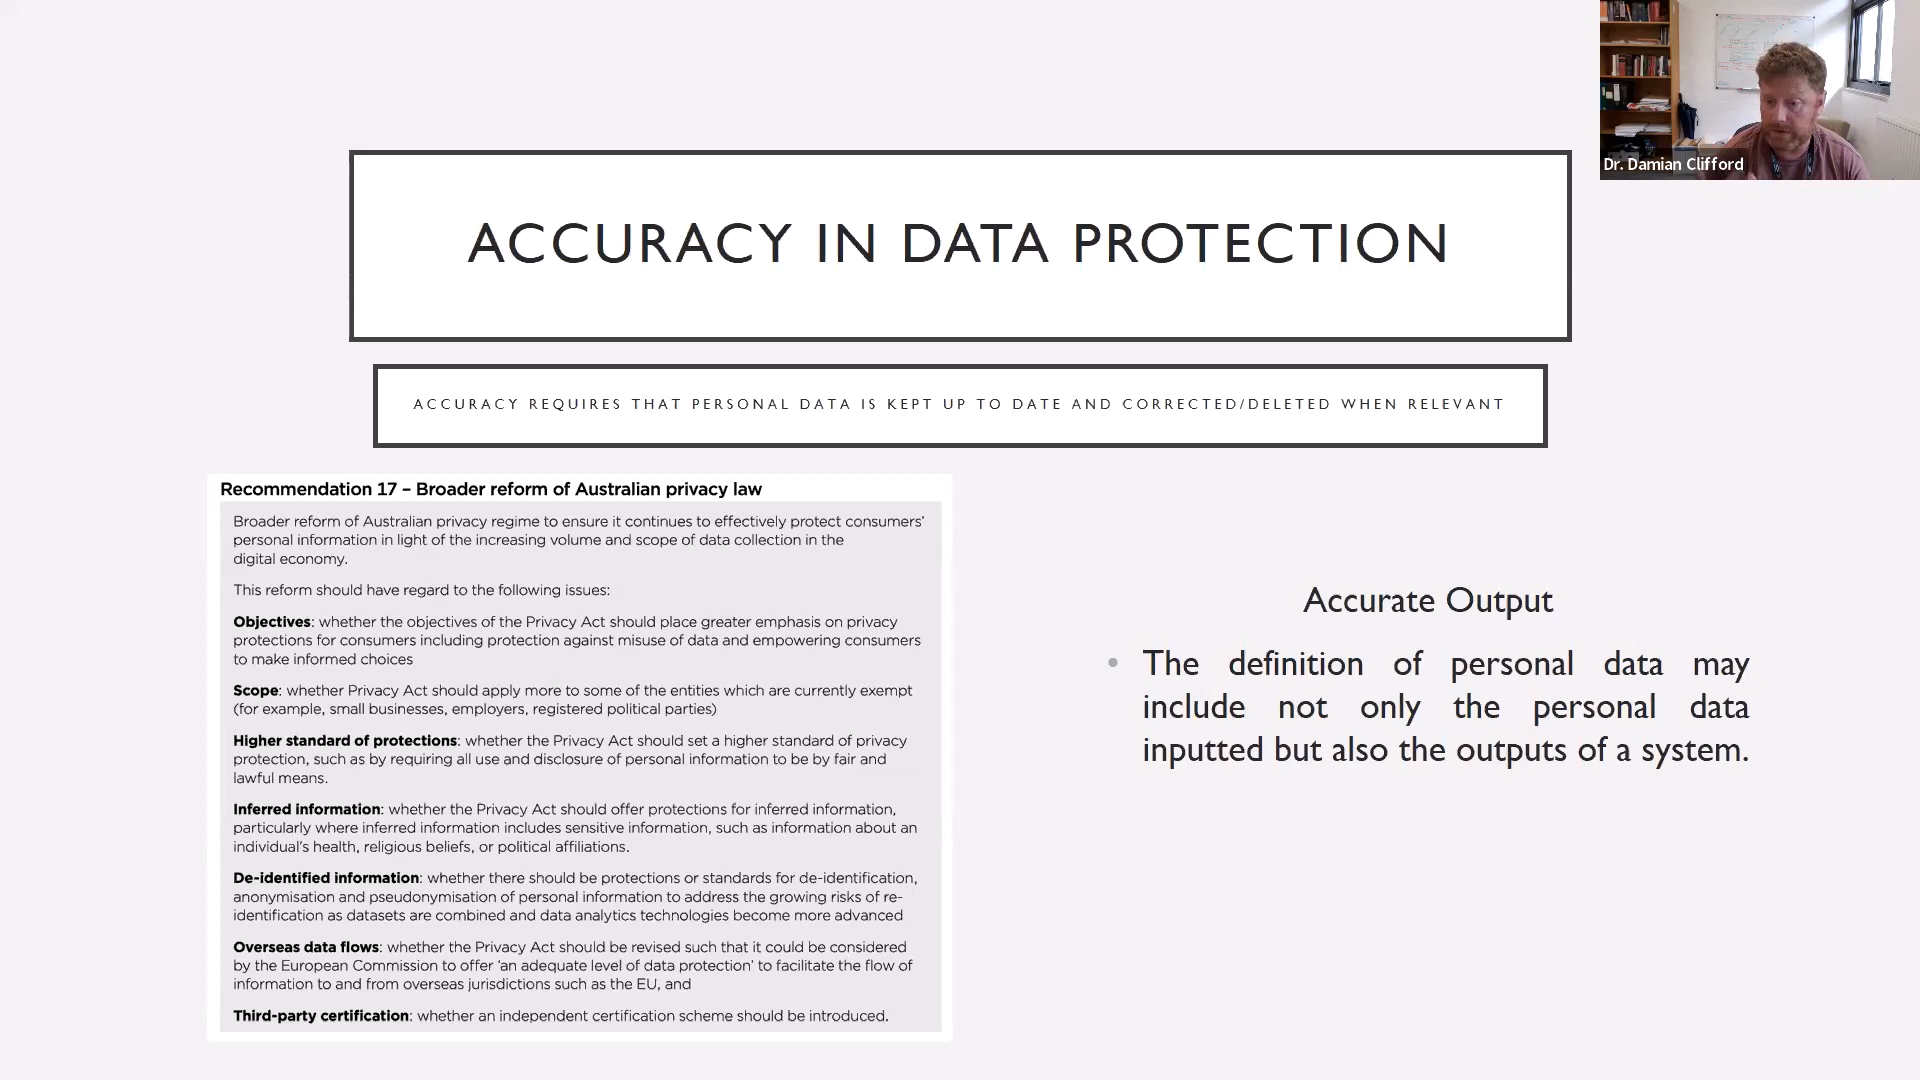 Dr. Damian Clifford
ACCURACY IN DATA PROTECTION
ACCURACY REQUIRES THAT PERSONAL DATA IS KEPT UP TO DATE AND CORRECTED/DELETED WHEN RELEVANT
Recommendation 17 – Broader reform of Australian privacy law
Broader reform of Australian privacy regime to ensure it continues to effectively protect consumers’
personal information in light of the increasing volume and scope of data collection in the
digital economy.
This reform should have regard to the following issues:
Objectives: whether the objectives of the Privacy Act should place greater emphasis on privacy
protections for consumers including protection against misuse of data and empowering consumers
to make informed choices
Scope: whether Privacy Act should apply more to some of the entities which are currently exempt
(for example, small businesses, employers, registered political parties)
Higher standard of protections: whether the Privacy Act should set a higher standard of privacy
protection, such as by requiring all use and disclosure of personal information to be by fair and
lawful means.
Inferred information: whether the Privacy Act should offer protections for inferred information,
particularly where inferred information includes sensitive information, such as information about an
individual’s health, religious beliefs, or political affiliations.
De-identified information: whether there should be protections or standards for de-identification,
anonymisation and pseudonymisation of personal information to address the growing risks of re-
identification as datasets are combined and data analytics technologies become more advanced
Overseas data flows: whether the Privacy Act should be revised such that it could be considered
by the European Commission to offer ‘an adequate level of data protection’ to facilitate the flow of
information to and from overseas jurisdictions such as the EU, and
Third-party certification: whether an independent certification scheme should be introduced.
Accurate Output
• The definition of personal data may
include not only the personal data
inputted but also the outputs of a system.